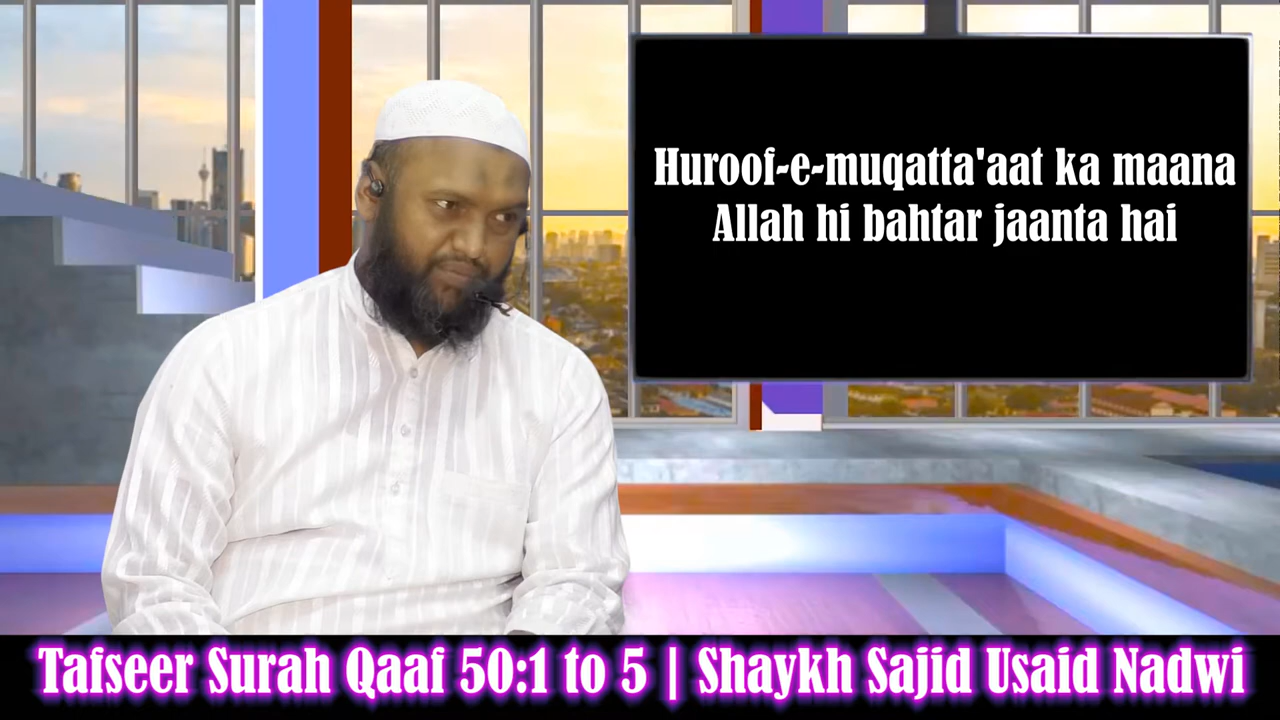 Huroof-e-muqatta'aat ka maana
Allah hi bahtar jaanta hai
Tafseer Surah Qaaf 50:1 to 5 | Shaykh Sajid Usaid Nadwi